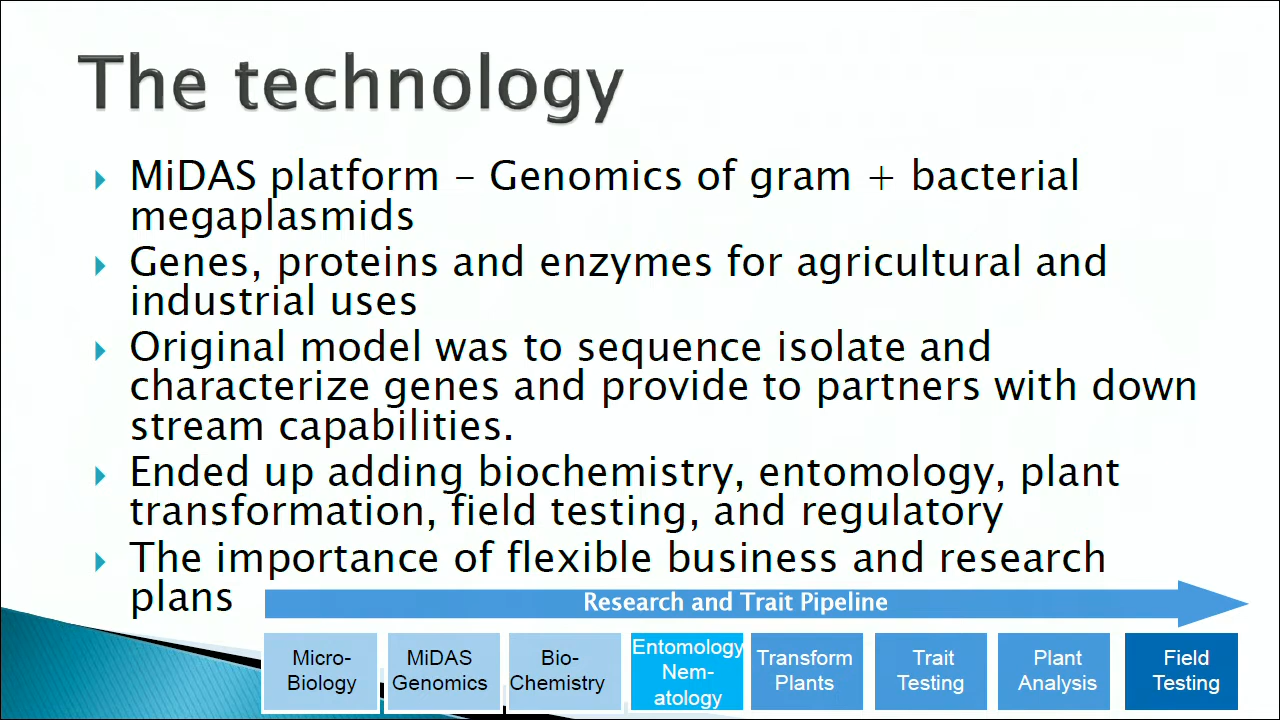 The technology
MiDAS platform – Genomics of gram + bacterial
megaplasmids
Genes, proteins and enzymes for agricultural and
industrial uses
Original model was to sequence isolate and
characterize genes and provide to partners with down
stream capabilities.
Ended up adding biochemistry, entomology, plant
transformation, field testing, and regulatory
The importance of flexible business and research
plans
Research and Trait Pipeline
Micro-
Biology
MiDAS
Genomics
Bio-
Chemistry
Entomology
Nem-
atology
Transform
Plants
Trait
Testing
Plant
Analysis
Field
Testing